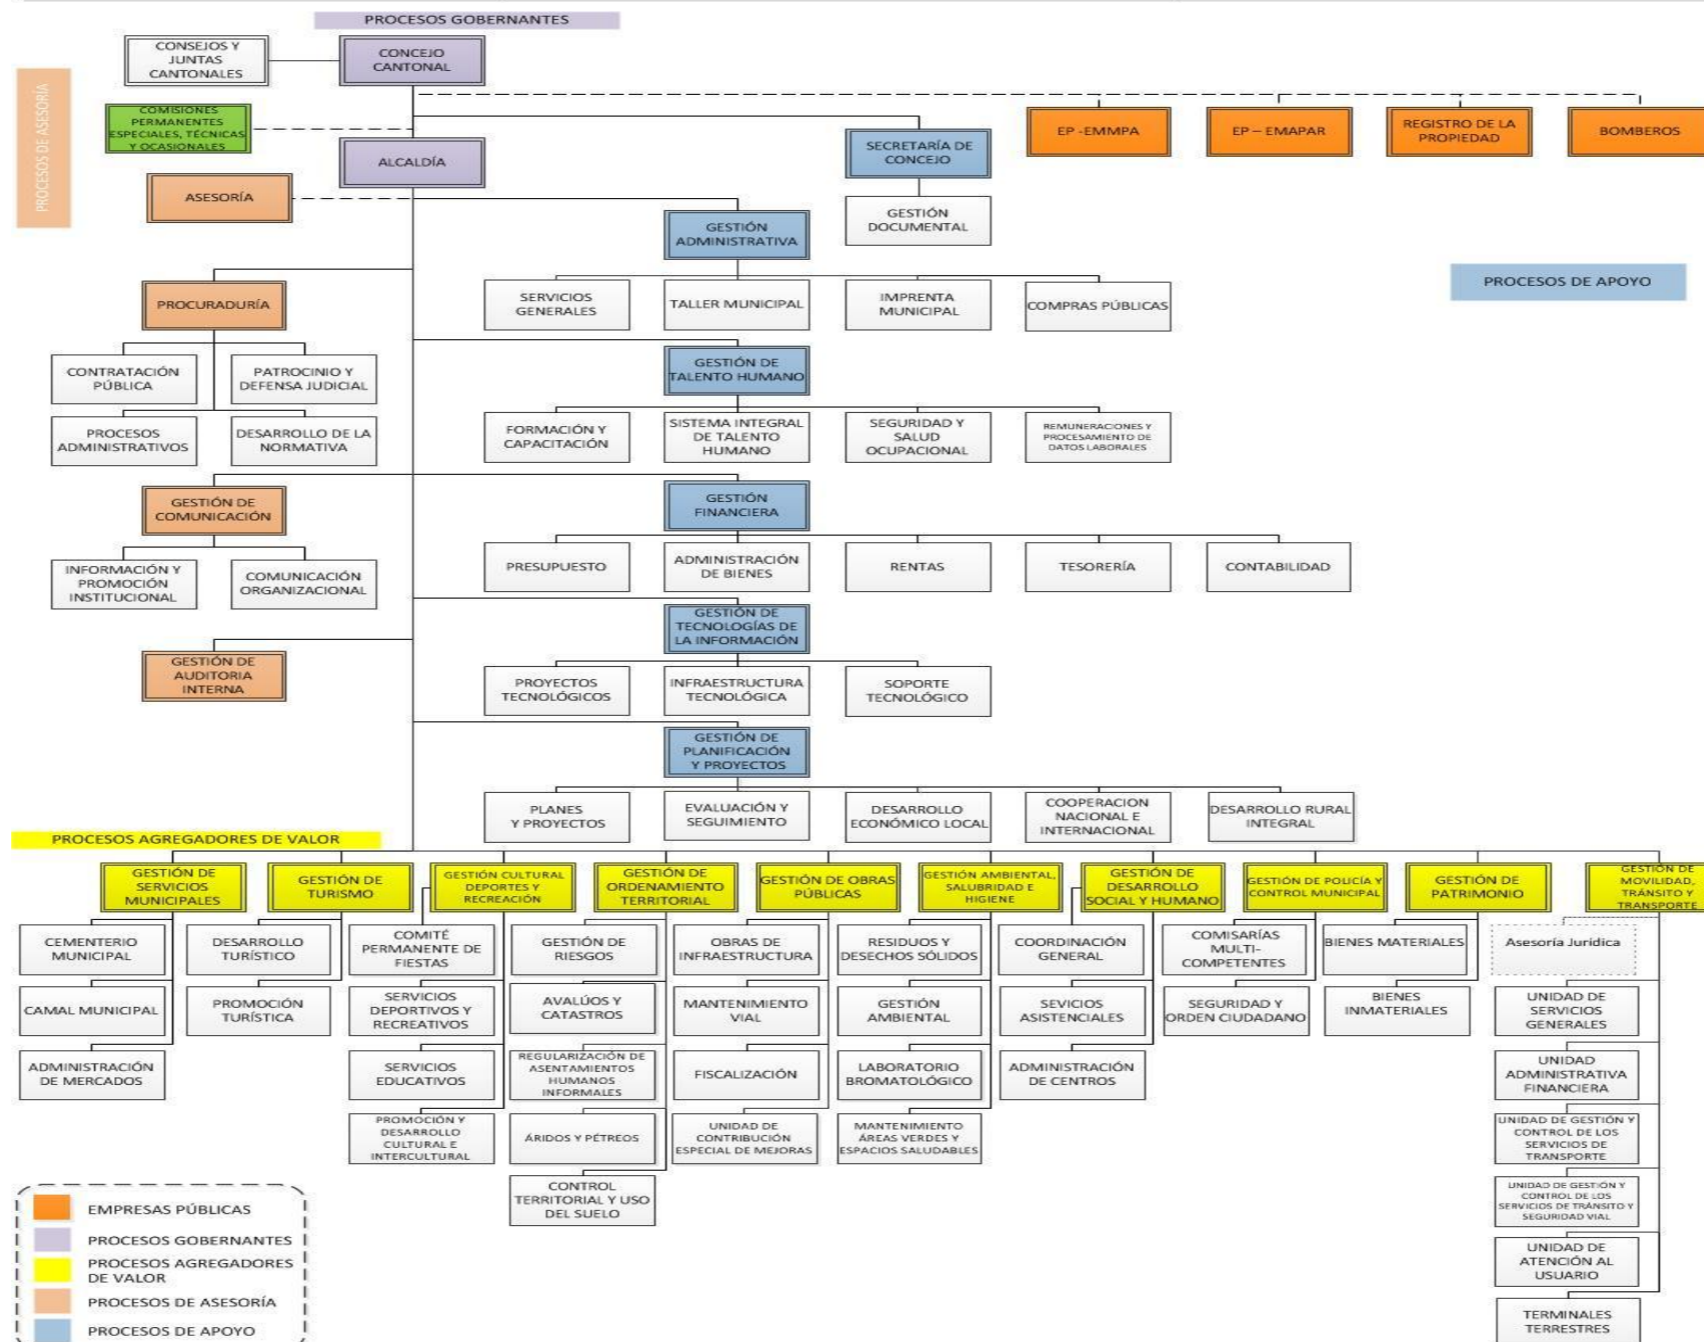 PROCESOS GOBERNANTES
CONSEJOS Y
JUNTAS
CANTONALES
CONCEJO
CANTONAL
PROCESOS DE ASESORÍA
COMISIONES
PERMANENTES
ESPECIALES, TÉCNICAS
Y OCASIONALES
EP -EMMPA
EP – EMAPAR
REGISTRO DE LA
PROPIEDAD
BOMBEROS
ALCALDÍA
SECRETARÍA DE
CONCEJO
ASESORÍA
GESTIÓN
DOCUMENTAL
GESTIÓN
ADMINISTRATIVA
PROCESOS DE APOYO
PROCURADURÍA
SERVICIOS
GENERALES
TALLER MUNICIPAL
IMPRENTA
MUNICIPAL
COMPRAS PÚBLICAS
CONTRATACIÓN
PÚBLICA
PATROCINIO Y
DEFENSA JUDICIAL
GESTIÓN DE
TALENTO HUMANO
PROCESOS
ADMINISTRATIVOS
DESARROLLO DE LA
NORMATIVA
FORMACIÓN Y
CAPACITACIÓN
SISTEMA INTEGRAL
DE TALENTO
HUMANO
SEGURIDAD Y
SALUD
OCUPACIONAL
REMUNERACIONES Y
PROCESAMIENTO DE
DATOS LABORALES
GESTIÓN DE
COMUNICACIÓN
GESTIÓN
FINANCIERA
INFORMACIÓN Y
PROMOCIÓN
INSTITUCIONAL
COMUNICACIÓN
ORGANIZACIONAL
PRESUPUESTO
ADMINISTRACIÓN
DE BIENES
RENTAS
TESORERÍA
CONTABILIDAD
GESTIÓN DE
TECNOLOGÍAS DE
LA INFORMACIÓN
GESTIÓN DE
AUDITORIA
INTERNA
PROYECTOS
TECNOLÓGICOS
INFRAESTRUCTURA
TECNOLÓGICA
SOPORTE
TECNOLÓGICO
GESTIÓN DE
PLANIFICACIÓN
Y PROYECTOS
PLANES
Y PROYECTOS
EVALUACIÓN Y
SEGUIMIENTO
DESARROLLO
ECONÓMICO LOCAL
COOPERACION
NACIONAL E
INTERNACIONAL
DESARROLLO RURAL
INTEGRAL
PROCESOS AGREGADORES DE VALOR
GESTIÓN DE
SERVICIOS
MUNICIPALES
GESTIÓN DE
TURISMO
GESTIÓN CULTURAL
DEPORTES Y
RECREACIÓN
GESTIÓN DE
ORDENAMIENTO
TERRITORIAL
GESTIÓN DE OBRAS
PÚBLICAS
GESTIÓN AMBIENTAL,
SALUBRIDAD E
HIGIENE
GESTIÓN DE
DESARROLLO
SOCIAL Y HUMANO
GESTIÓN DE POLICÍA Y
CONTROL MUNICIPAL
GESTIÓN DE
PATRIMONIO
GESTIÓN DE
MOVILIDAD,
TRÁNSITO Y
TRANSPORTE
CEMENTERIO
MUNICIPAL
DESARROLLO
TURÍSTICO
COMITÉ
PERMANENTE DE
FIESTAS
GESTIÓN DE
RIESGOS
OBRAS DE
INFRAESTRUCTURA
RESIDUOS Y
DESECHOS SÓLIDOS
COORDINACIÓN
GENERAL
COMISARÍAS
MULTI-
COMPETENTES
BIENES MATERIALES
Asesoría Jurídica
CAMAL MUNICIPAL
PROMOCIÓN
TURÍSTICA
SERVICIOS
DEPORTIVOS Y
RECREATIVOS
AVALÚOS Y
CATASTROS
MANTENIMIENTO
VIAL
GESTIÓN
AMBIENTAL
SEVICIOS
ASISTENCIALES
SEGURIDAD Y
ORDEN CIUDADANO
BIENES
INMATERIALES
UNIDAD DE
SERVICIOS
GENERALES
ADMINISTRACIÓN
DE MERCADOS
SERVICIOS
EDUCATIVOS
REGULARIZACIÓN DE
ASENTAMIENTOS
HUMANOS
INFORMALES
FISCALIZACIÓN
LABORATORIO
BROMATOLÓGICO
ADMINISTRACIÓN
DE CENTROS
UNIDAD
ADMINISTRATIVA
FINANCIERA
PROMOCIÓN Y
DESARROLLO
CULTURAL E
INTERCULTURAL
ÁRIDOS Y PÉTREOS
UNIDAD DE
CONTRIBUCIÓN
ESPECIAL DE MEJORAS
MANTENIMIENTO
ÁREAS VERDES Y
ESPACIOS SALUDABLES
UNIDAD DE GESTIÓN Y
CONTROL DE LOS
SERVICIOS DE
TRANSPORTE
CONTROL
TERRITORIAL Y USO
DEL SUELO
UNIDAD DE GESTIÓN Y
CONTROL DE LOS
SERVICIOS DE TRÁNSITO Y
SEGURIDAD VIAL
UNIDAD DE
ATENCIÓN AL
USUARIO
TERMINALES
TERRESTRES
EMPRESAS PÚBLICAS
PROCESOS GOBERNANTES
PROCESOS AGREGADORES
DE VALOR
PROCESOS DE ASESORÍA
PROCESOS DE APOYO